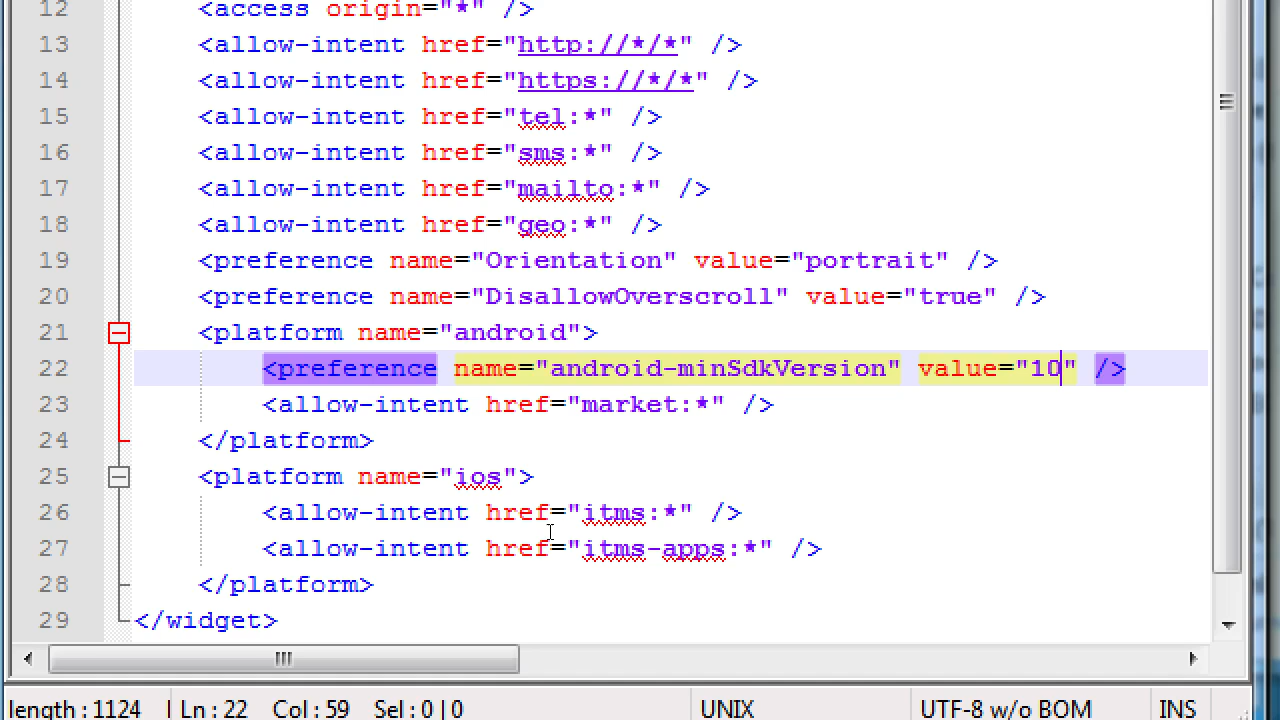 12 <access origin="*" />
13 <allow-intent href="http://*/*" />
14 <allow-intent href="https://*/*" />
15 <allow-intent href="tel:*" />
16 <allow-intent href="sms:*" />
17 <allow-intent href="mailto:*" />
18 <allow-intent href="geo:*" />
19 <preference name="Orientation" value="portrait" />
20 <preference name="DisallowOverscroll" value="true" />
21 <platform name="android">
22 <preference name="android-minSdkVersion" value="10" />
23 <allow-intent href="market:*" />
24 </platform>
25 <platform name="ios">
26 <allow-intent href="itms:*" />
27 <allow-intent href="itms-apps:*" />
28 </platform>
29 </widget>
length : 1124 Ln : 22 Col : 59 Sel : 0 | 0 UNIX UTF-8 w/o BOM INS